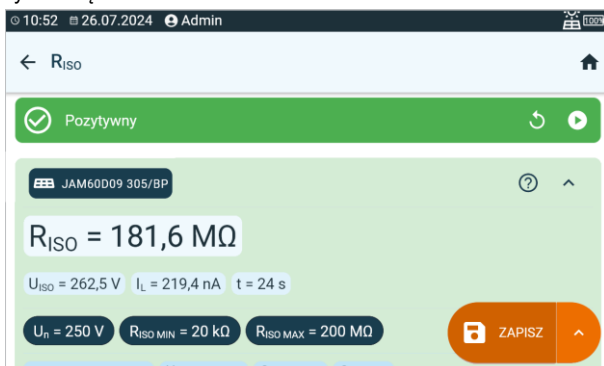 10:52 26.07.2024 Admin 100%
RISO
Pozytywny
JAM60D09 305/BP
RISO = 181,6 MΩ
UISO = 262,5 V IL = 219,4 nA t = 24 s
Un = 250 V RISO MIN = 20 kΩ RISO MAX = 200 MΩ
ZAPISZ